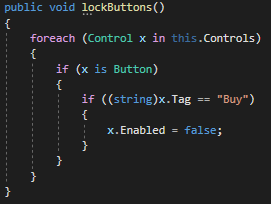 public void lockButtons()
{
    foreach (Control x in this.Controls)
    {
        if (x is Button)
        {
            if ((string)x.Tag == "Buy")
            {
                x.Enabled = false;
            }
        }
    }
}